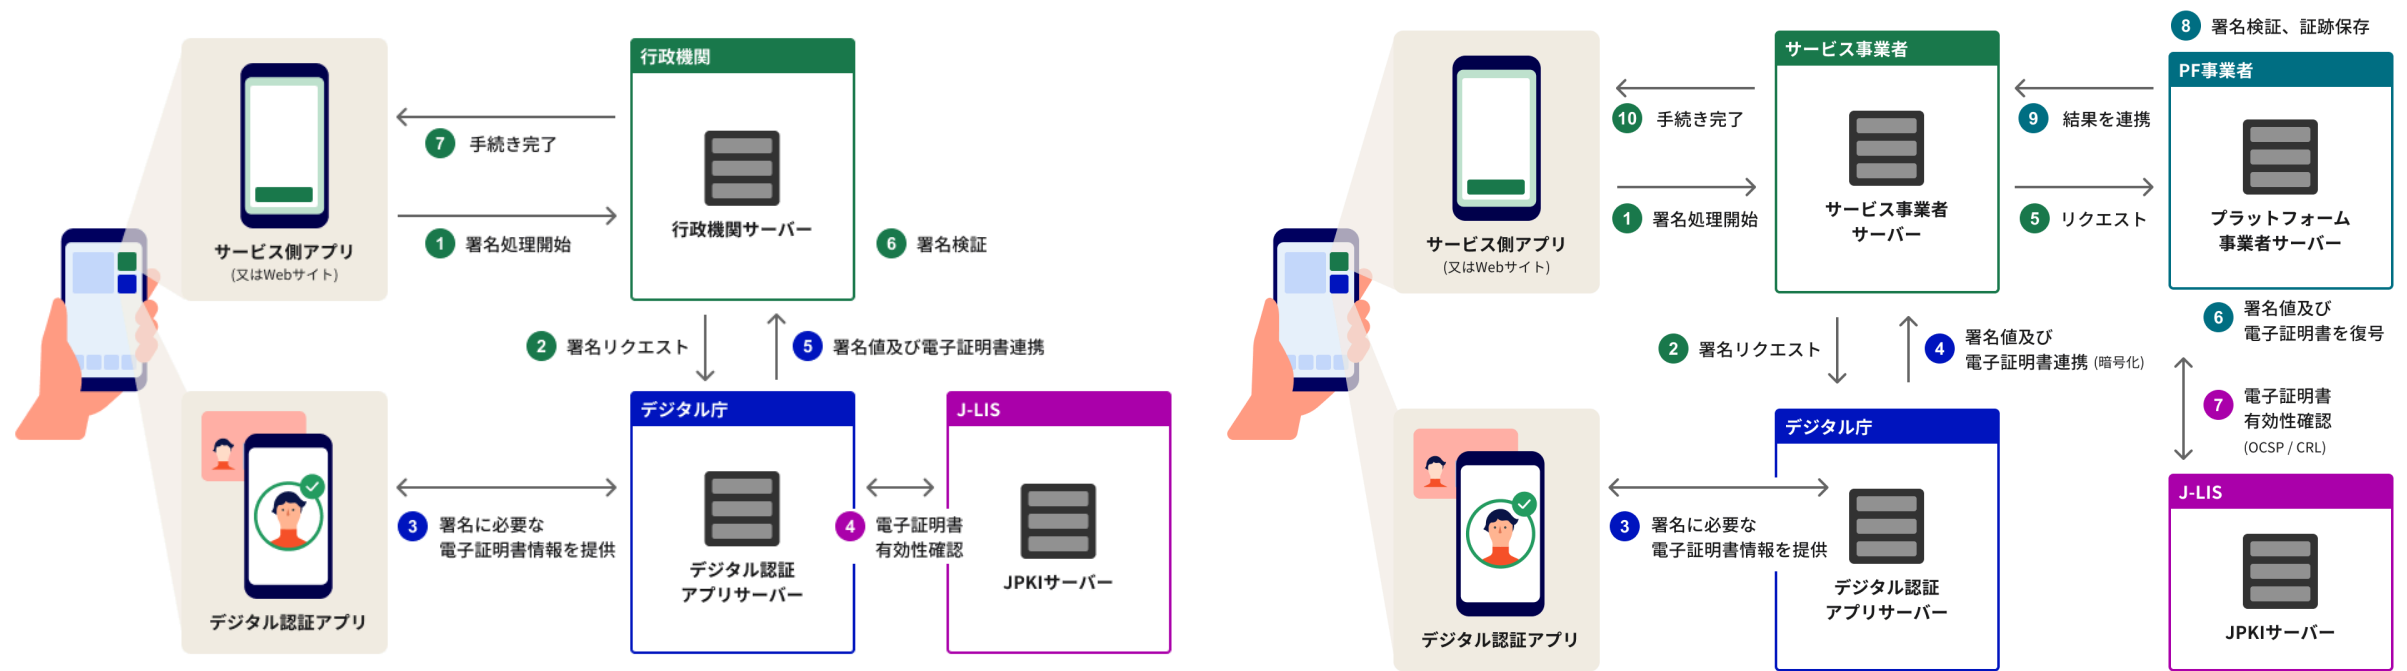 行政機関
行政機関サーバー
7 手続き完了
1 署名処理開始
サービス側アプリ
(又はWebサイト)
6 署名検証
2 署名リクエスト
5 署名値及び電子証明書連携
デジタル庁
デジタル認証
アプリサーバー
J-LIS
JPKIサーバー
3 署名に必要な
電子証明書情報を提供
4 電子証明書
有効性確認
デジタル認証アプリ
サービス事業者
サービス事業者
サーバー
8 署名検証、証跡保存
PF事業者
プラットフォーム
事業者サーバー
10 手続き完了
9 結果を連携
1 署名処理開始
5 リクエスト
サービス側アプリ
(又はWebサイト)
2 署名リクエスト
4 署名値及び
電子証明書連携 (暗号化)
6 署名値及び
電子証明書を復号
7 電子証明書
有効性確認
(OCSP / CRL)
デジタル庁
デジタル認証
アプリサーバー
3 署名に必要な
電子証明書情報を提供
J-LIS
JPKIサーバー
デジタル認証アプリ